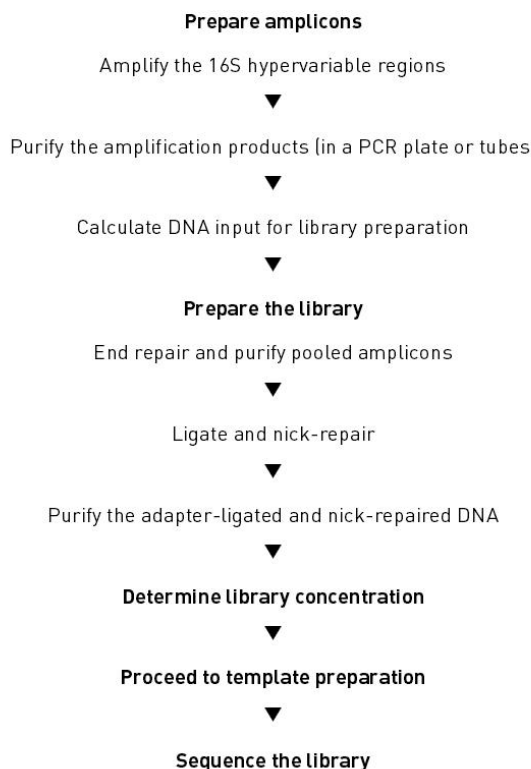 Prepare amplicons
Amplify the 16S hypervariable regions
Purify the amplification products (in a PCR plate or tubes
Calculate DNA input for library preparation
Prepare the library
End repair and purify pooled amplicons
Ligate and nick-repair
Purify the adapter-ligated and nick-repaired DNA
Determine library concentration
Proceed to template preparation
Sequence the library